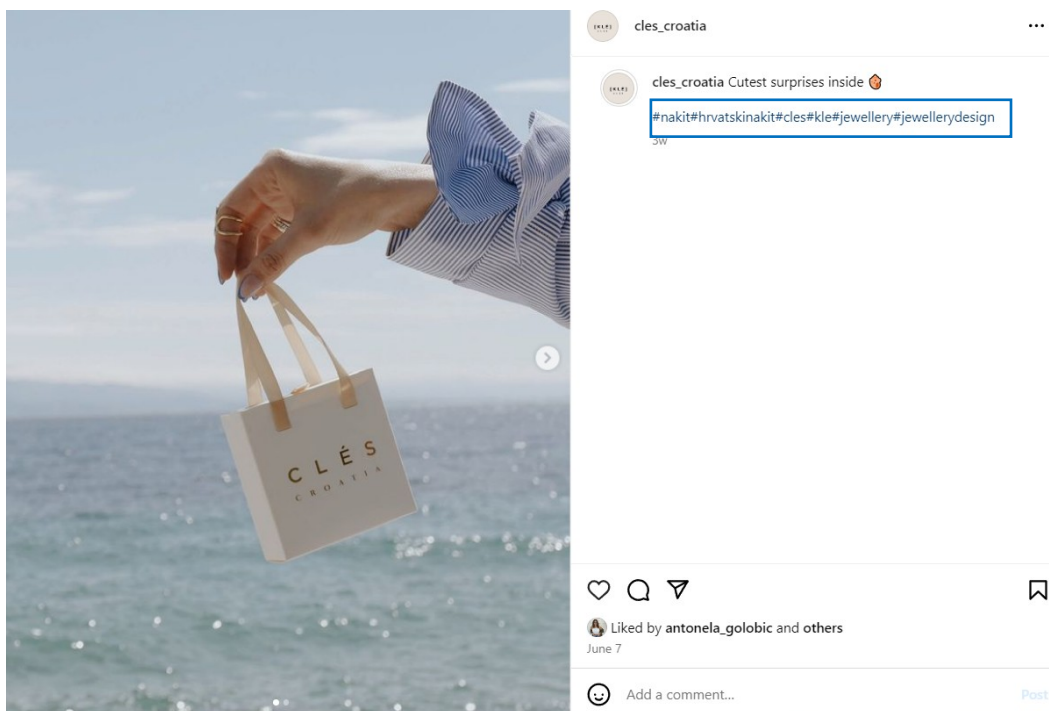 cles_croatia
cles_croatia Cutest surprises inside
#nakit#hrvatskinakit#cles#kle#jewellery#jewellerydesign
3w
CLÉS
CROATIA
Liked by antonela_golobic and others
June 7
Add a comment...
Post